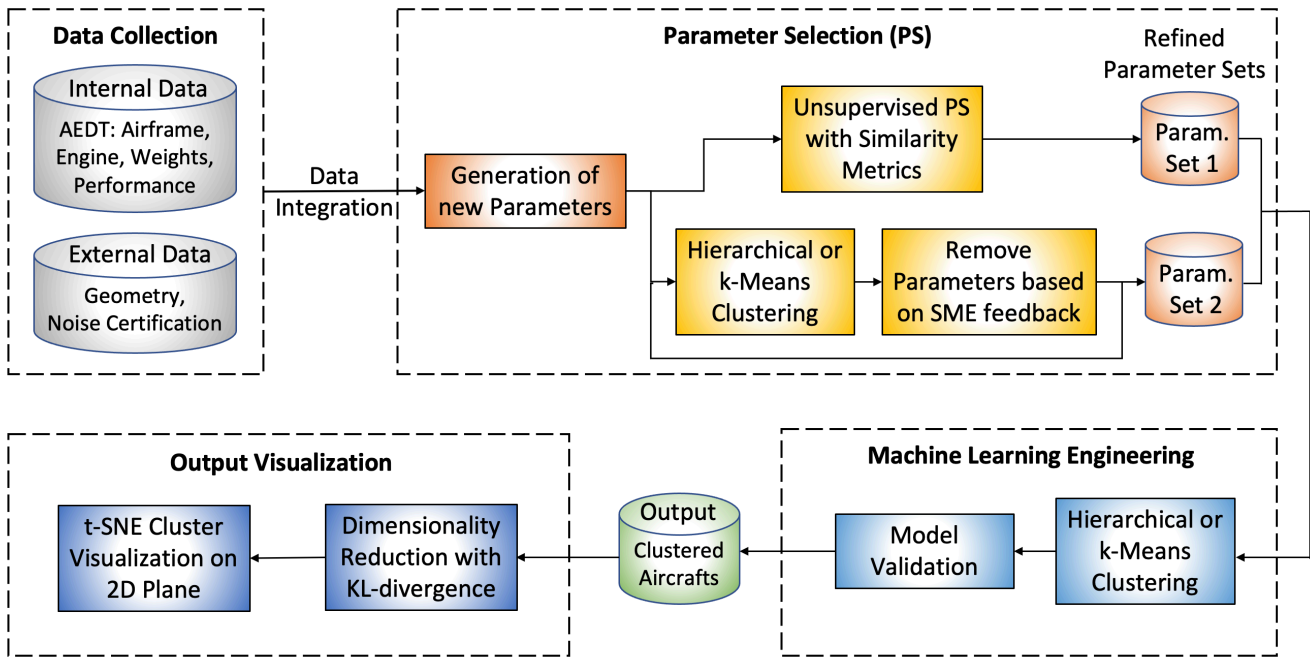 Data Collection
Internal Data
AEDT: Airframe,
Engine, Weights,
Performance
External Data
Geometry,
Noise Certification
Data
Integration
Parameter Selection (PS)
Generation of
new Parameters
Unsupervised PS
with Similarity
Metrics
Hierarchical or
k-Means
Clustering
Remove
Parameters based
on SME feedback
Refined
Parameter Sets
Param.
Set 1
Param.
Set 2
Machine Learning Engineering
Hierarchical or
k-Means
Clustering
Model
Validation
Output
Clustered
Aircrafts
Output Visualization
Dimensionality
Reduction with
KL-divergence
t-SNE Cluster
Visualization on
2D Plane